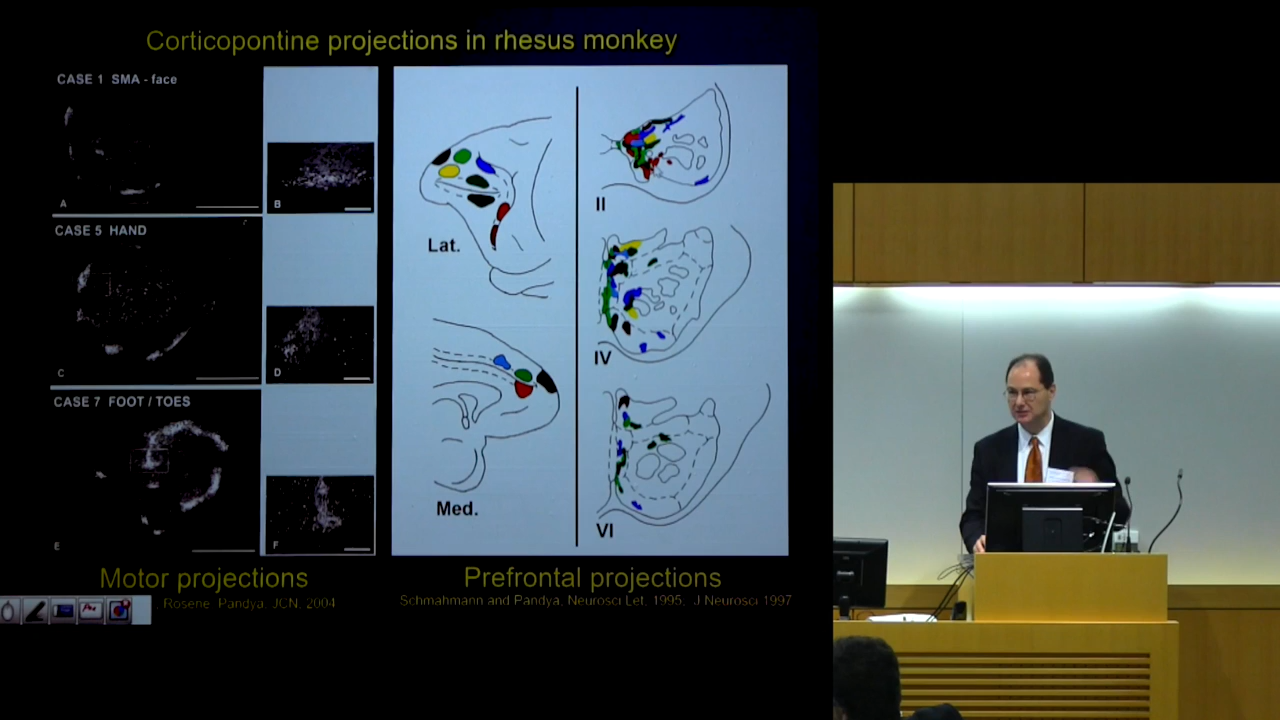 Corticopontine projections in rhesus monkey
CASE 1 SMA - face
A
B
CASE 5 HAND
C
D
CASE 7 FOOT / TOES
E
F
Lat.
Med.
II
IV
VI
Motor projections
Prefrontal projections
, Rosene, Pandya, JCN, 2004
Schmahmann and Pandya, Neurosci Let, 1995, J Neurosci 1997